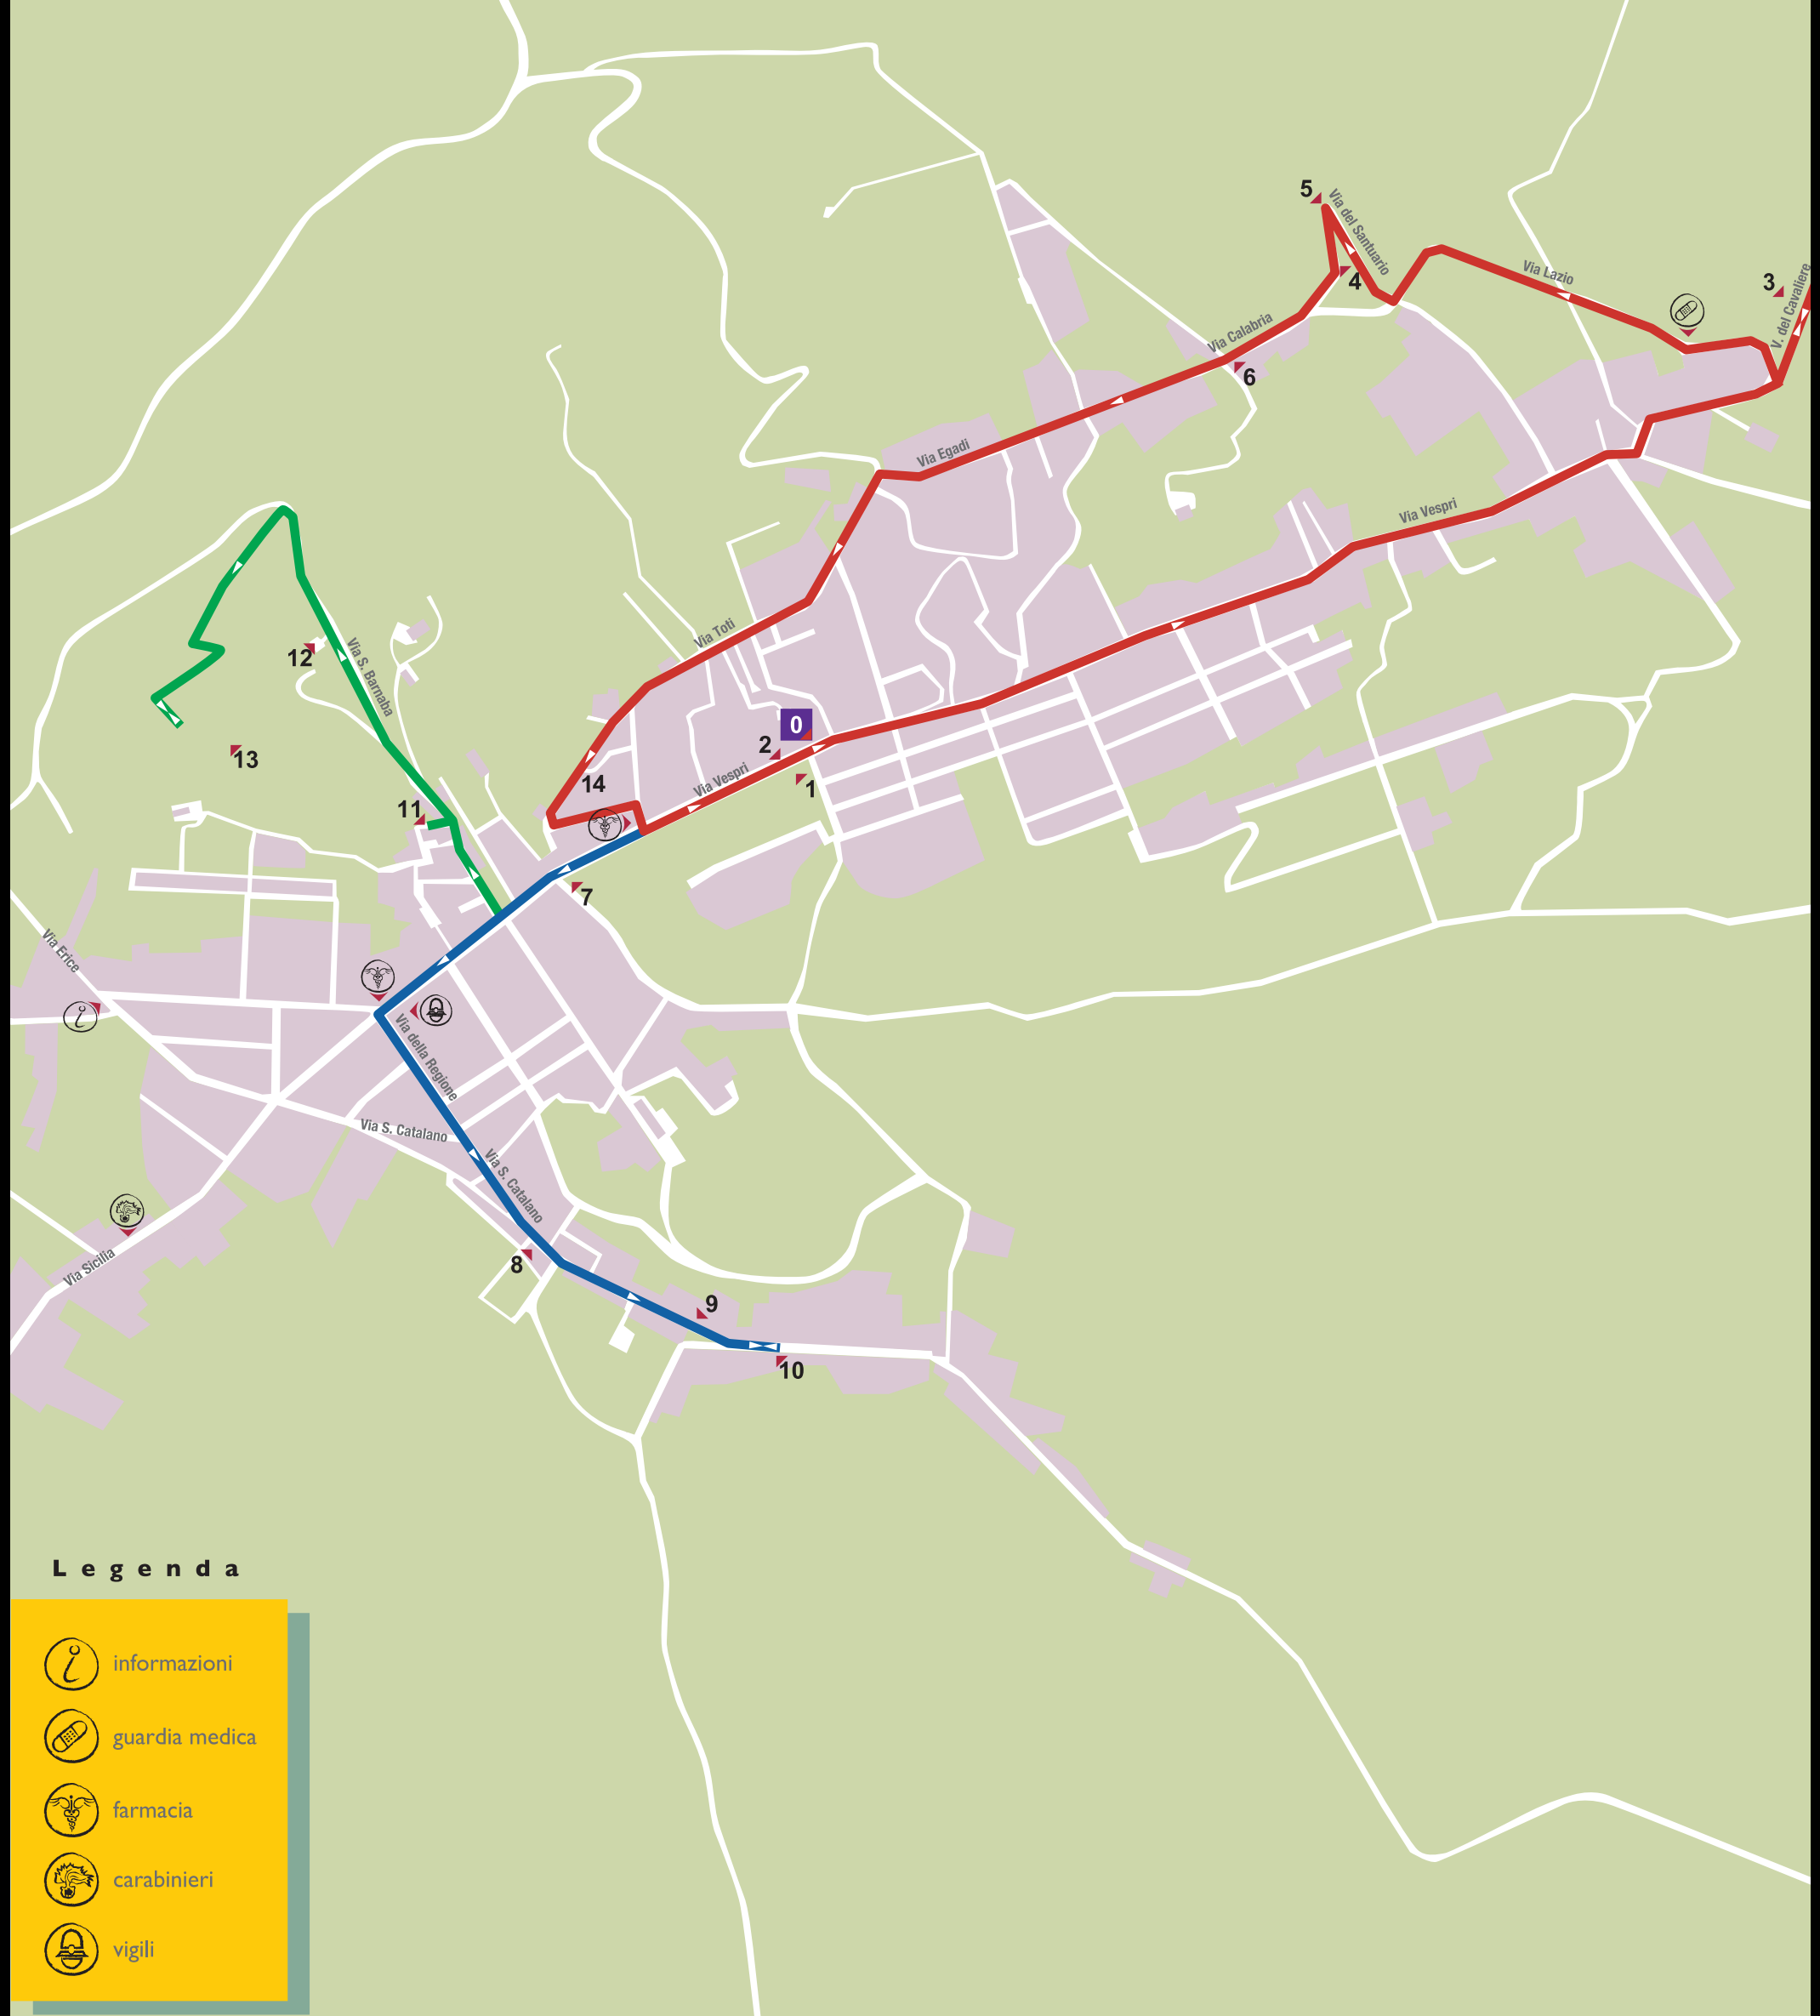 5
Via del Santuario
4
Via Lazio
3
V. del Cavaliere
Via Calabria
6
Via Egadi
Via Vespri
Via Toti
12
Via S. Barnaba
0
2
13
14
Via Vespri
1
11
7
Via Erice
Via della Regione
Via S. Catalano
Via S. Catalano
8
Via Sicilia
9
10
Legenda
informazioni
guardia medica
farmacia
carabinieri
vigili